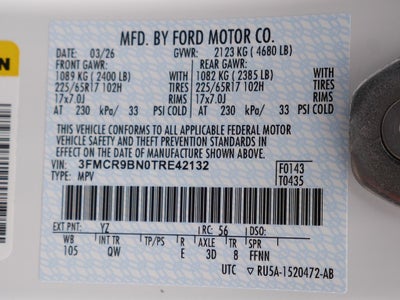 MFD. BY FORD MOTOR CO.
DATE: 03/26 GVWR: 2123 KG (4680 LB)
FRONT GAWR: REAR GAWR:
1089 KG (2400 LB) WITH 1082 KG (2385 LB) WITH
225/65R17 102H TIRES 225/65R17 102H TIRES
17x7.0J RIMS 17x7.0J RIMS
AT 230 kPa/ 33 PSI COLD AT 230 kPa/ 33 PSI COLD
THIS VEHICLE CONFORMS TO ALL APPLICABLE FEDERAL MOTOR
VEHICLE SAFETY AND THEFT PREVENTION STANDARDS IN
EFFECT ON THE DATE OF MANUFACTURE SHOWN ABOVE.
VIN: 3FMCR9BN0TRE42132 F0143
TYPE: MPV T0435
EXT PNT: YZ RC: 56 DSO:
WB INT TR TP/PS R AXLE TR SPR
105 QW E 3D 8 FFNN
UTC ▽ RU5A-1520472-AB